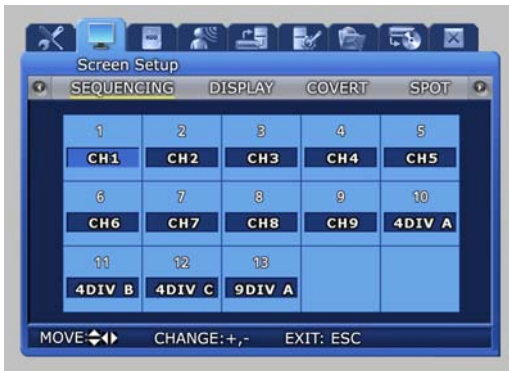 Screen Setup
SEQUENCING DISPLAY COVERT SPOT
1 2 3 4 5
CH1 CH2 CH3 CH4 CH5
6 7 8 9 10
CH6 CH7 CH8 CH9 4DIV A
11 12 13
4DIV B 4DIV C 9DIV A
MOVE: CHANGE:+,- EXIT: ESC